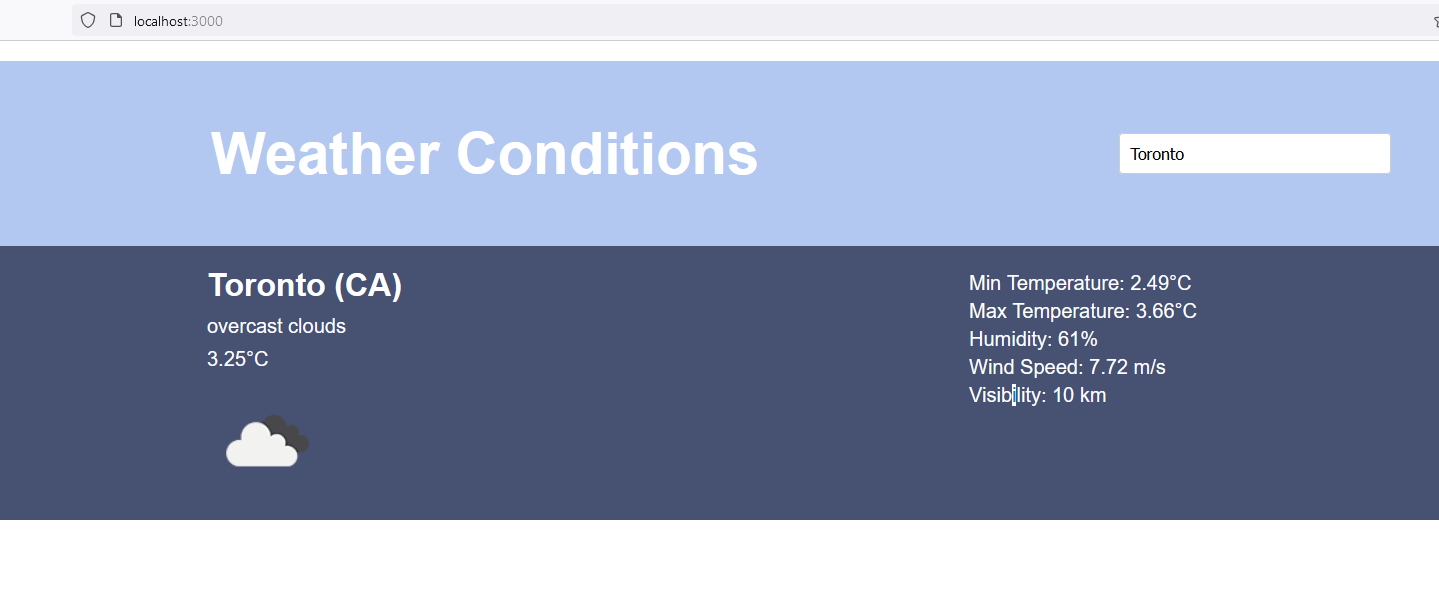 localhost:3000
Weather Conditions
Toronto
Toronto (CA)
overcast clouds
3.25°C
Min Temperature: 2.49°C
Max Temperature: 3.66°C
Humidity: 61%
Wind Speed: 7.72 m/s
Visibility: 10 km